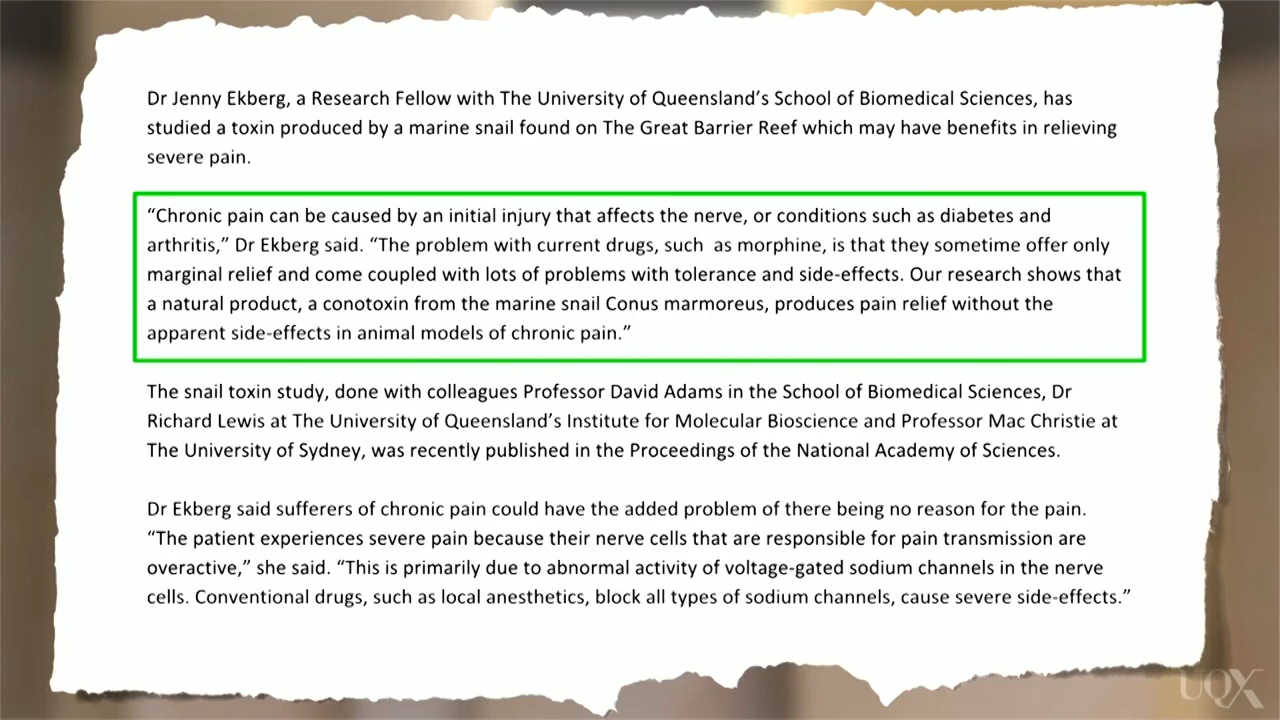 Dr Jenny Ekberg, a Research Fellow with The University of Queensland’s School of Biomedical Sciences, has
studied a toxin produced by a marine snail found on The Great Barrier Reef which may have benefits in relieving
severe pain.
“Chronic pain can be caused by an initial injury that affects the nerve, or conditions such as diabetes and
arthritis,” Dr Ekberg said. “The problem with current drugs, such  as morphine, is that they sometime offer only
marginal relief and come coupled with lots of problems with tolerance and side-effects. Our research shows that
a natural product, a conotoxin from the marine snail Conus marmoreus, produces pain relief without the
apparent side-effects in animal models of chronic pain.”
The snail toxin study, done with colleagues Professor David Adams in the School of Biomedical Sciences, Dr
Richard Lewis at The University of Queensland’s Institute for Molecular Bioscience and Professor Mac Christie at
The University of Sydney, was recently published in the Proceedings of the National Academy of Sciences.
Dr Ekberg said sufferers of chronic pain could have the added problem of there being no reason for the pain.
“The patient experiences severe pain because their nerve cells that are responsible for pain transmission are
overactive,” she said. “This is primarily due to abnormal activity of voltage-gated sodium channels in the nerve
cells. Conventional drugs, such as local anesthetics, block all types of sodium channels, cause severe side-effects.”
UQX